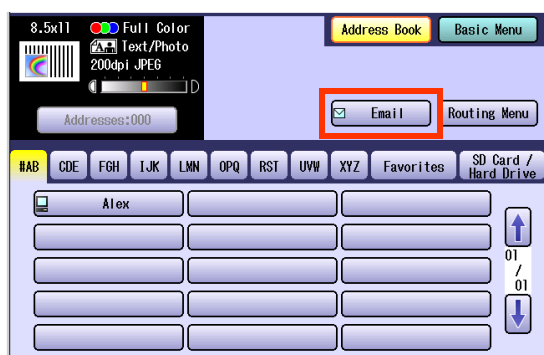 8.5x11 Full Color
Text/Photo
200dpi JPEG
Addresses:000
Address Book
Basic Menu
Email
Routing Menu
#AB CDE FGH IJK LMN OPQ RST UVW XYZ Favorites SD Card / Hard Drive
Alex
01
/
01